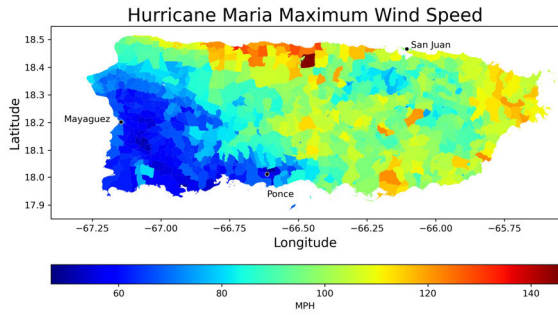 Hurricane Maria Maximum Wind Speed
18.5
18.4
18.3
18.2
18.1
18.0
17.9
Latitude
San Juan
Mayaguez
Ponce
−67.25 −67.00 −66.75 −66.50 −66.25 −66.00 −65.75
Longitude
60 80 100 120 140
MPH